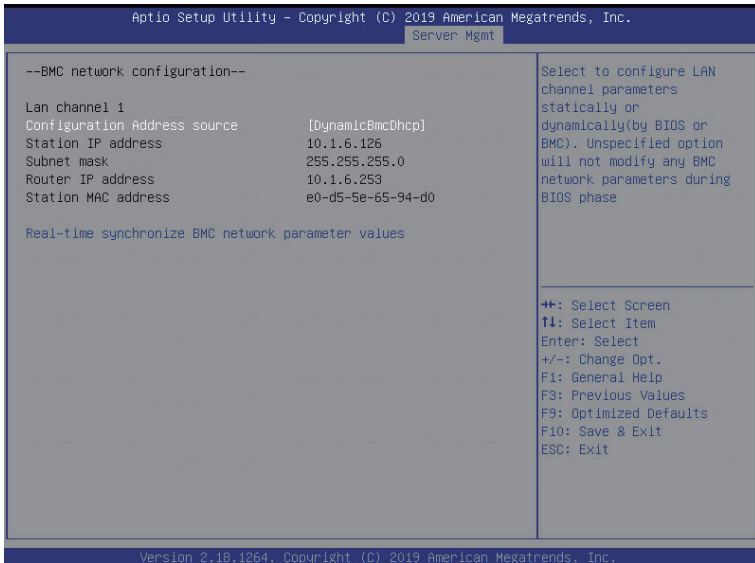 Aptio Setup Utility – Copyright (C) 2019 American Megatrends, Inc.
Server Mgmt
--BMC network configuration--
Lan channel 1
Configuration Address source [DynamicBmcDhcp]
Station IP address 10.1.6.126
Subnet mask 255.255.255.0
Router IP address 10.1.6.253
Station MAC address e0-d5-5e-65-94-d0
Real-time synchronize BMC network parameter values
Select to configure LAN
channel parameters
statically or
dynamically(by BIOS or
BMC). Unspecified option
will not modify any BMC
network parameters during
BIOS phase
→←: Select Screen
↑↓: Select Item
Enter: Select
+/-: Change Opt.
F1: General Help
F3: Previous Values
F9: Optimized Defaults
F10: Save & Exit
ESC: Exit
Version 2.18.1264. Copyright (C) 2019 American Megatrends, Inc.